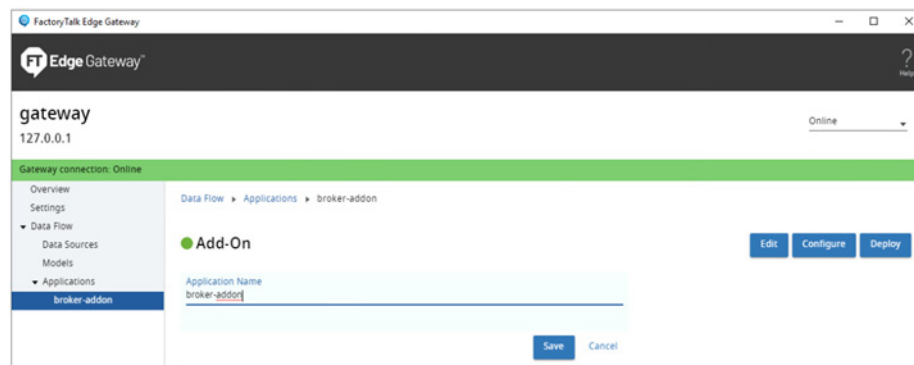 FactoryTalk Edge Gateway
FT Edge Gateway™
Help
gateway
127.0.0.1
Online
Gateway connection: Online
Overview
Settings
Data Flow
Data Sources
Models
Applications
broker-addon
Data Flow ▸ Applications ▸ broker-addon
Add-On
Edit Configure Deploy
Application Name
broker-addon
Save Cancel